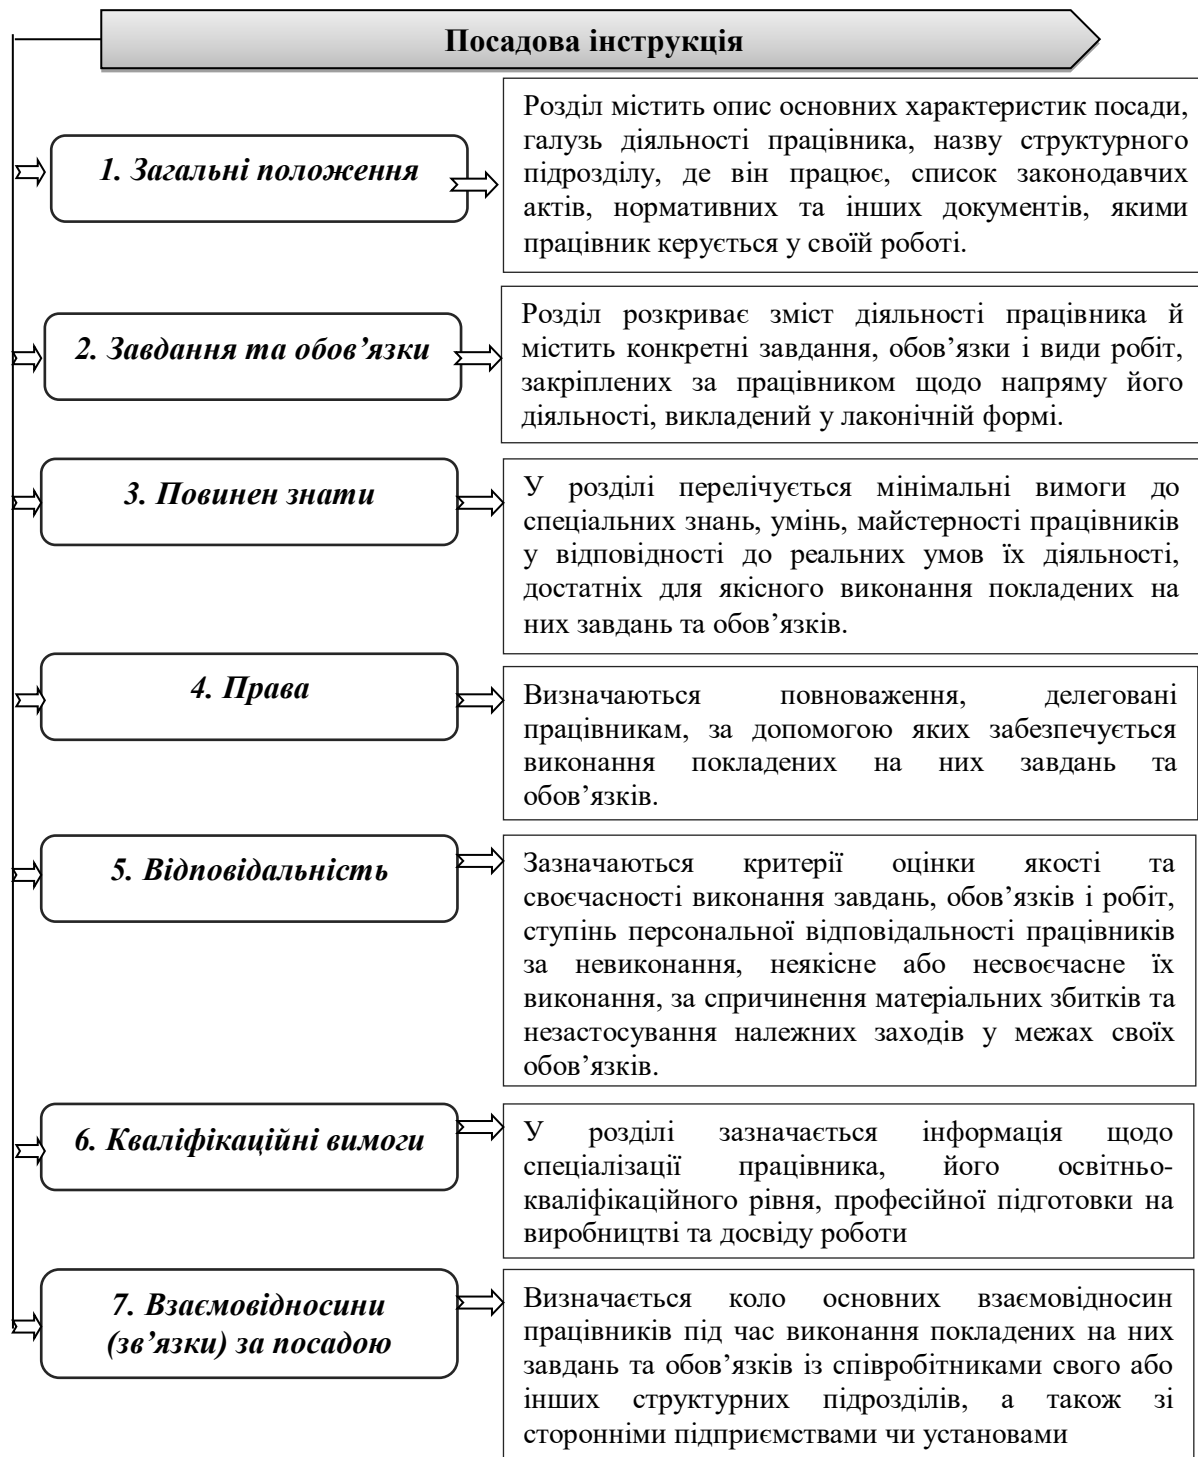 Посадова інструкція
1. Загальні положення
Розділ містить опис основних характеристик посади,
галузь діяльності працівника, назву структурного
підрозділу, де він працює, список законодавчих
актів, нормативних та інших документів, якими
працівник керується у своїй роботі.
2. Завдання та обов’язки
Розділ розкриває зміст діяльності працівника й
містить конкретні завдання, обов’язки і види робіт,
закріплених за працівником щодо напряму його
діяльності, викладений у лаконічній формі.
3. Повинен знати
У розділі перелічується мінімальні вимоги до
спеціальних знань, умінь, майстерності працівників
у відповідності до реальних умов їх діяльності,
достатніх для якісного виконання покладених на
них завдань та обов’язків.
4. Права
Визначаються повноваження, делеговані
працівникам, за допомогою яких забезпечується
виконання покладених на них завдань та
обов’язків.
5. Відповідальність
Зазначаються критерії оцінки якості та
своєчасності виконання завдань, обов’язків і робіт,
ступінь персональної відповідальності працівників
за невиконання, неякісне або несвоєчасне їх
виконання, за спричинення матеріальних збитків та
незастосування належних заходів у межах своїх
обов’язків.
6. Кваліфікаційні вимоги
У розділі зазначається інформація щодо
спеціалізації працівника, його освітньо-
кваліфікаційного рівня, професійної підготовки на
виробництві та досвіду роботи
7. Взаємовідносини
(зв’язки) за посадою
Визначається коло основних взаємовідносин
працівників під час виконання покладених на них
завдань та обов’язків із співробітниками свого або
інших структурних підрозділів, а також зі
сторонніми підприємствами чи установами